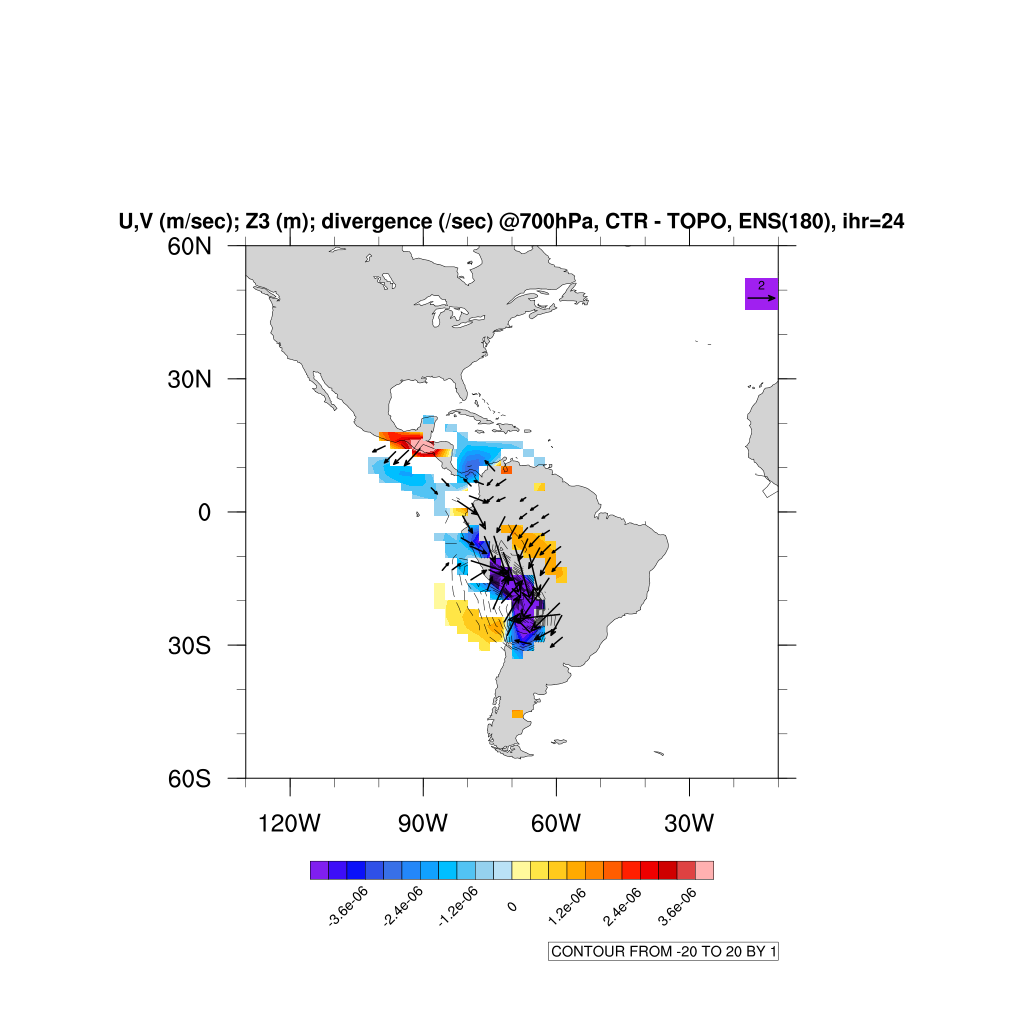 U,V (m/sec); Z3 (m); divergence (/sec) @700hPa, CTR - TOPO, ENS(180), ihr=24
60N
2
30N
0
30S
60S
120W 90W 60W 30W
-3.6e-06 -2.4e-06 -1.2e-06 0 1.2e-06 2.4e-06 3.6e-06
CONTOUR FROM -20 TO 20 BY 1